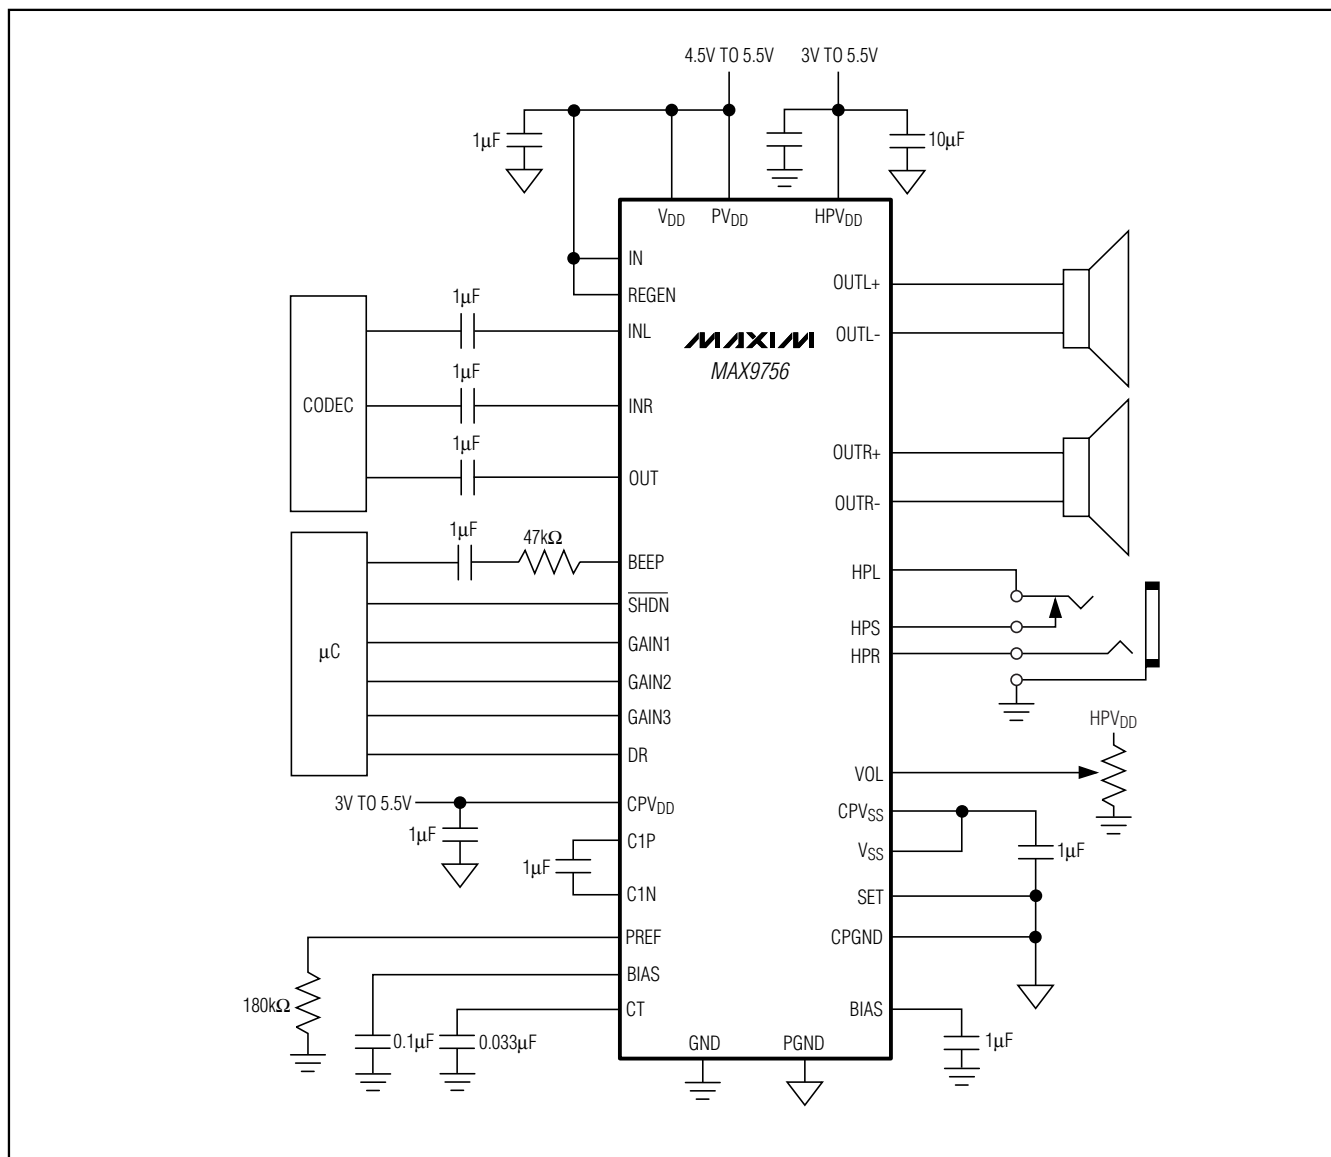 4.5V TO 5.5V 3V TO 5.5V
1µF 10µF
VDD PVDD HPVDD
IN
REGEN
OUTL+
1µF
INL
OUTL-
MAXIM
MAX9756
1µF
CODEC
INR
1µF
OUTR+
OUT
OUTR-
1µF
47kΩ
BEEP
HPL
SHDN
HPS
GAIN1
µC
HPR
GAIN2
GAIN3
HPVDD
DR
VOL
3V TO 5.5V
CPVDD
CPVSS
1µF
C1P
VSS
1µF
1µF
C1N
SET
PREF
CPGND
BIAS
180kΩ
CT
BIAS
0.1µF
0.033µF
GND
PGND
1µF